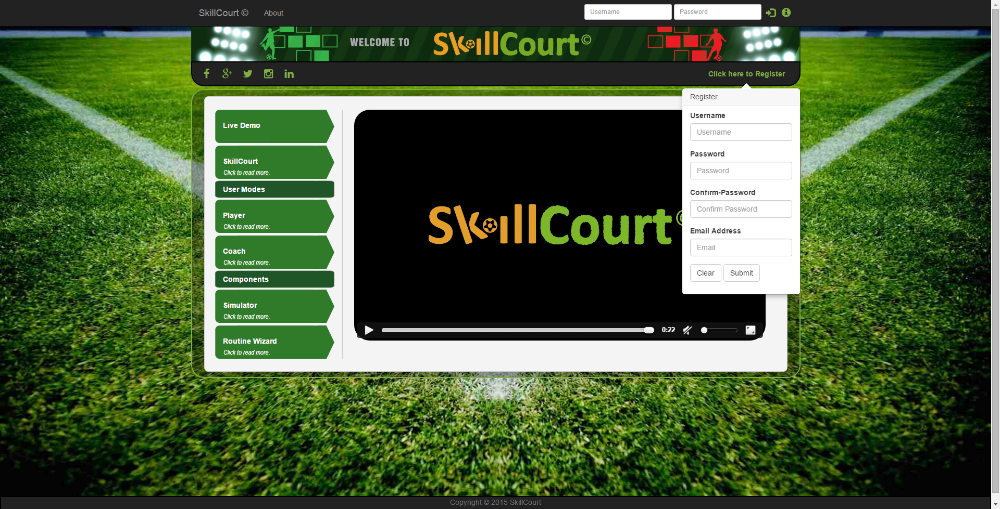 SkillCourt ©
About
Username
Password
WELCOME TO
SkillCourt©
Click here to Register
Register
Username
Username
Password
Password
Confirm-Password
Confirm Password
Email Address
Email
Clear
Submit
Live Demo
SkillCourt
Click to read more.
User Modes
Player
Click to read more.
Coach
Click to read more.
Components
Simulator
Click to read more.
Routine Wizard
Click to read more.
SkillCourt
0:22
Copyright © 2015 SkillCourt